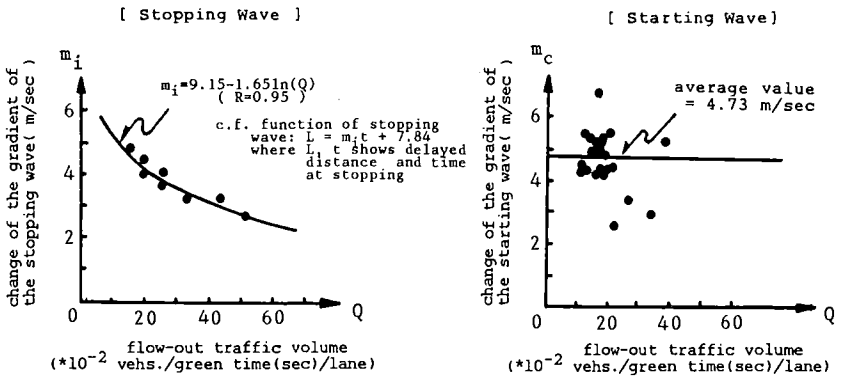 [ Stopping Wave ]
m_i
change of the gradient of
the stopping wave( m/sec)
6
4
2
0
20
40
60
Q
m_i=9.15-1.65ln(Q)
( R=0.95 )
c.f. function of stopping
wave: L = m_i t + 7.84
where L, t shows delayed
distance and time
at stopping
flow-out traffic volume
(*10^-2 vehs./green time(sec)/lane)
[ Starting Wave]
m_c
change of the gradient of the
starting wave( m/sec)
6
4
2
0
20
40
60
Q
average value
= 4.73 m/sec
flow-out traffic volume
(*10^-2 vehs./green time(sec)/lane)